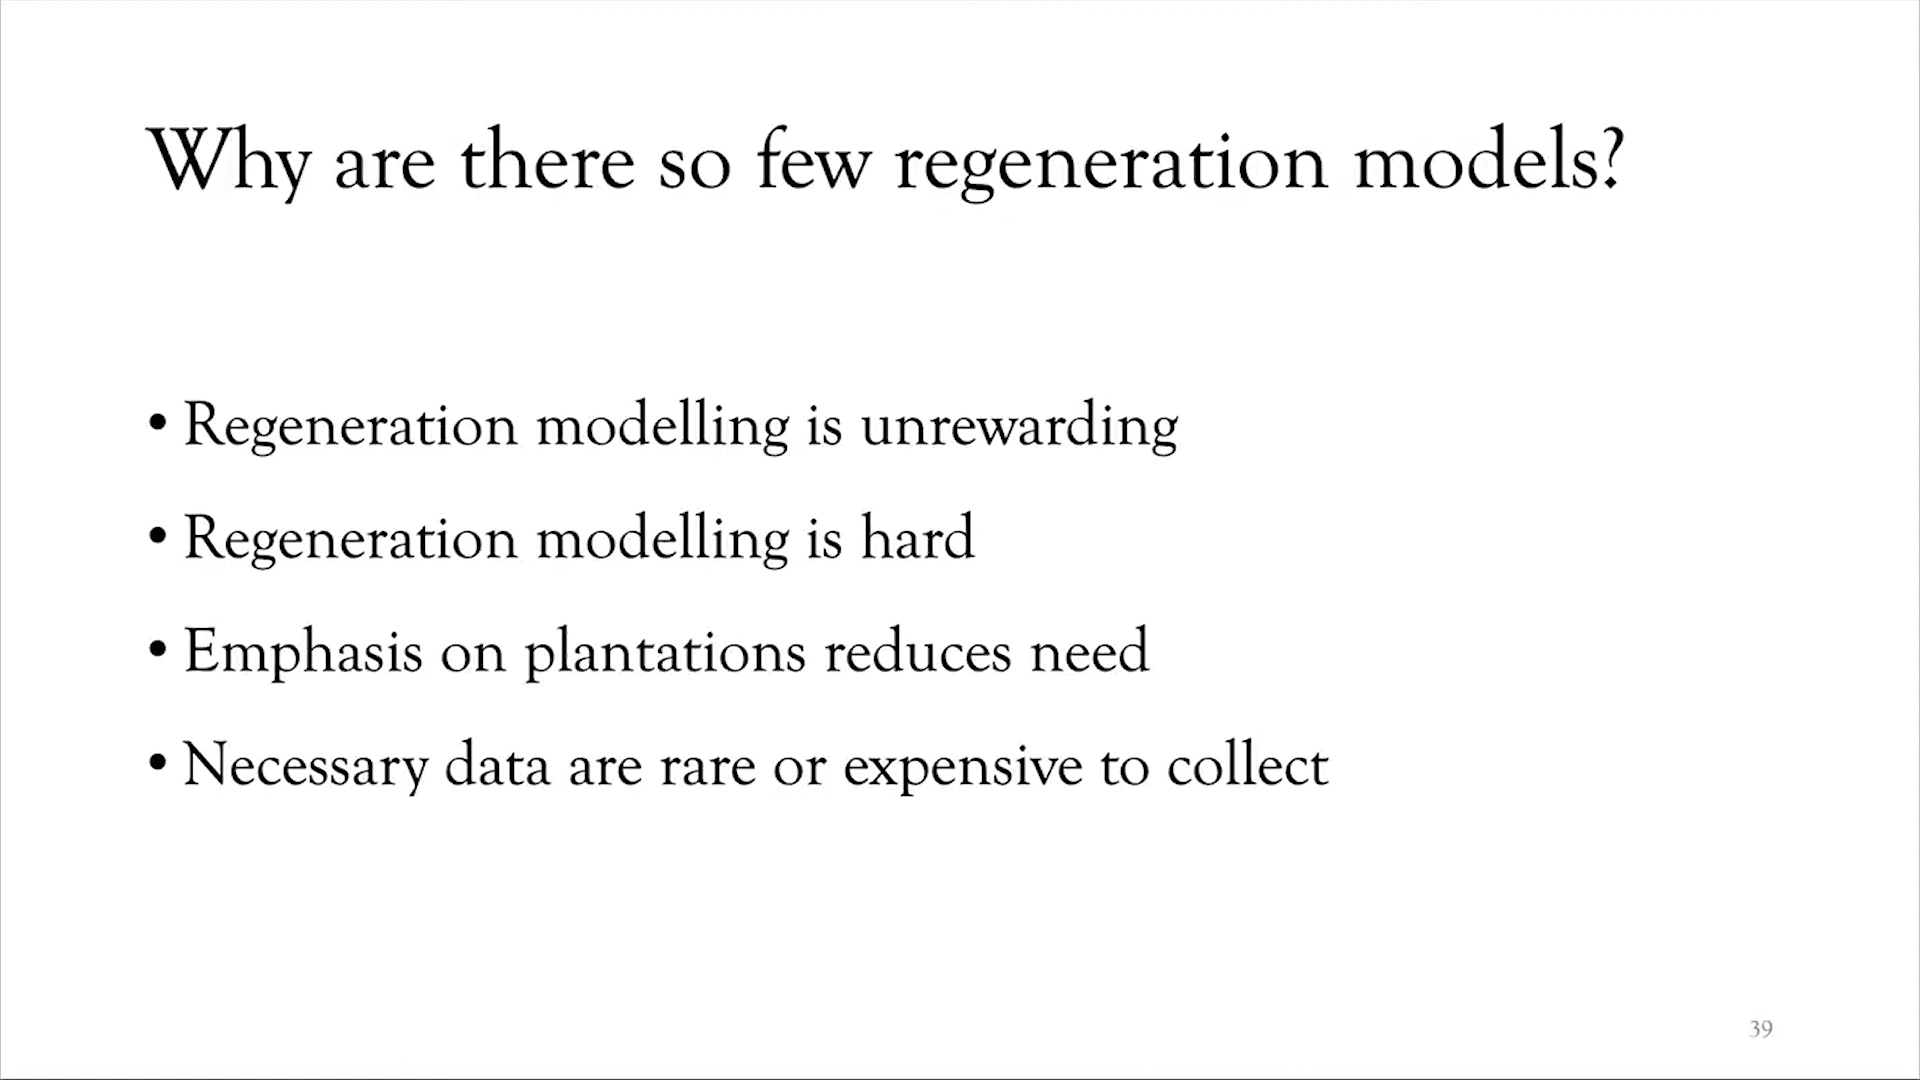 Why are there so few regeneration models?
• Regeneration modelling is unrewarding
• Regeneration modelling is hard
• Emphasis on plantations reduces need
• Necessary data are rare or expensive to collect
39